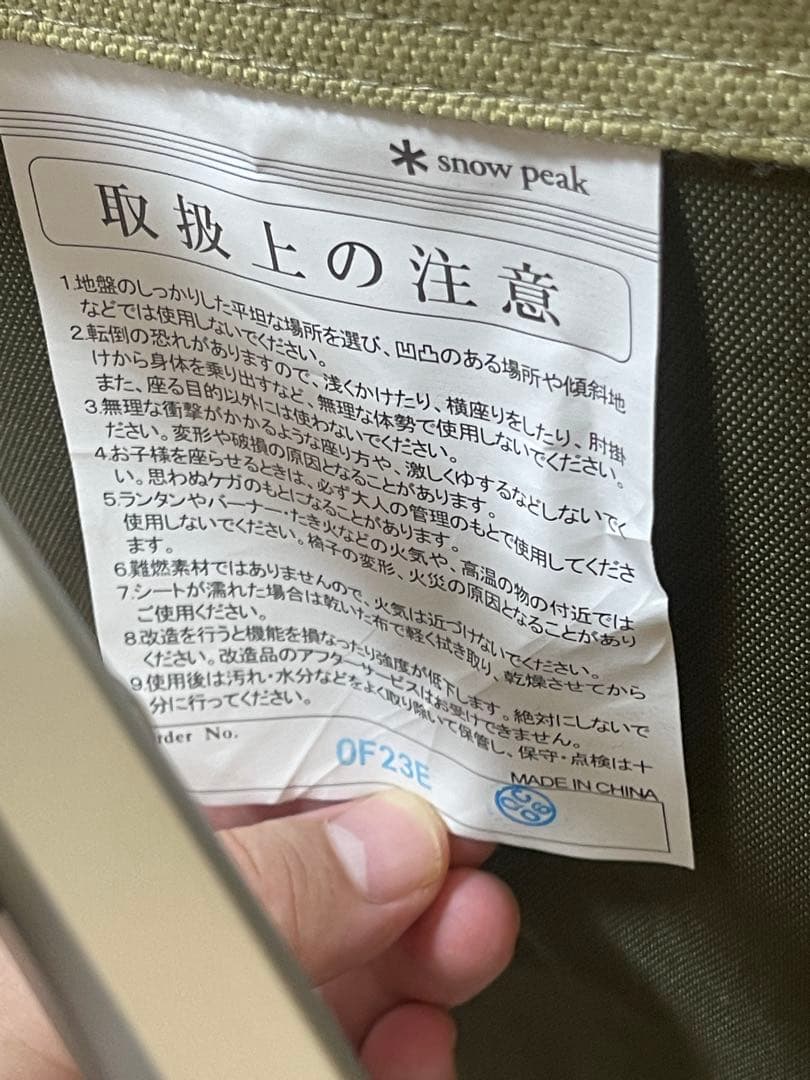 snow peak
取扱上の注意
1.地盤のしっかりした平坦な場所を選び、凹凸のある場所や傾斜地
などでは使用しないでください。
2.転倒の恐れがありますので、浅くかけたり、横座りをしたり、肘掛
けから身体を乗り出すなど、無理な体勢で使用しないでください。
また、座る目的以外には使わないでください。
3.無理な衝撃がかかるような座り方や、激しくゆするなどしないでく
ださい。変形や破損の原因となることがあります。
4.お子様を座らせるときは、必ず大人の管理のもとで使用してくださ
い。思わぬケガのもとになることがあります。
5.ランタンやバーナー・たき火などの火気や、高温の物の付近では
使用しないでください。椅子の変形、火災の原因となることがあり
ます。
6.難燃素材ではありませんので、火気は近づけないでください。
7.シートが濡れた場合は乾いた布で軽く拭き取り、乾燥させてから
ご使用ください。
8.改造を行うと機能を損なったり強度が低下します。絶対にしないで
ください。改造品のアフターサービスはお受けできません。
9.使用後は汚れ・水分などをよく取り除いて保管し、保守・点検は十
分に行ってください。
rder No.
0F23E
MADE IN CHINA